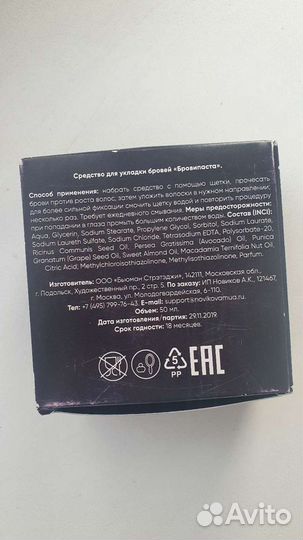 Средство для укладки бровей «Бровипаста».
Способ применения: набрать средство с помощью щетки, прочесать
брови против роста волос, затем уложить волоски в нужном направлении;
для более сильной фиксации смочить щетку водой и повторить процедуру
несколько раз. Требует ежедневного смывания. Меры предосторожности:
при попадании в глаза промыть большим количеством воды. Состав (INCI):
Aqua, Glycerin, Sodium Stearate, Propylene Glycol, Sorbitol, Sodium Laurate,
Sodium Laureth Sulfate, Sodium Chloride, Tetrasodium EDTA, Polysorbate-20,
Ricinus Communis Seed Oil, Persea Gratissima (Avocado) Oil, Punica
Granatum (Grape) Seed Oil, Sweet Almond Oil, Macadamia Ternifolia Nut Oil,
Citric Acid, Methylchloroisothiazolinone, Methylisothiazolinone, Parfum.
Изготовитель: ООО «Бьюман Стратэджи», 142111, Московская обл.,
г. Подольск, Художественный пр., 2 стр. 5. По заказу: ИП Новиков А.К., 121467,
г. Москва, ул. Молодогвардейская, 6-110.
Тел: +7 (495) 799-76-43. E-mail: support@novikovamua.ru.
Объем: 50 мл.
Дата изготовления/партия: 29.11.2019
Срок годности: 18 месяцев.
5
PP
EAC
Avito